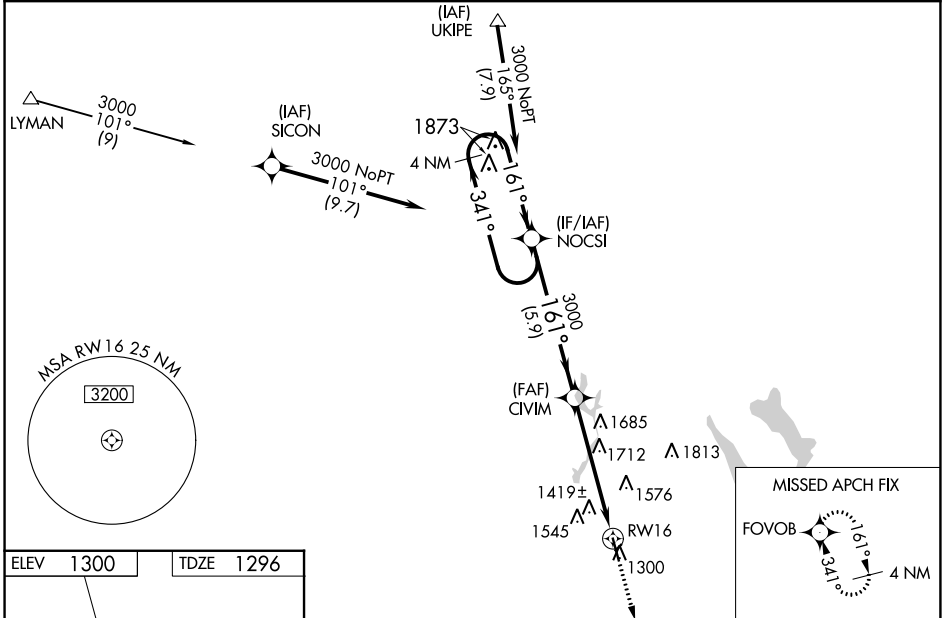 (IAF)
UKIPE
3000 NoPT
165°
(7.9)
LYMAN
3000
101°
(9)
(IAF)
SICON
3000 NoPT
101°
(9.7)
1873
4 NM
161°
341°
(IF/IAF)
NOCSI
3000
161°
(5.9)
MSA RW16 25 NM
3200
(FAF)
CIVIM
1685
1712
1813
1576
1419±
1545
RW16
1300
MISSED APCH FIX
FOVOB
161°
341°
4 NM
ELEV 1300
TDZE 1296